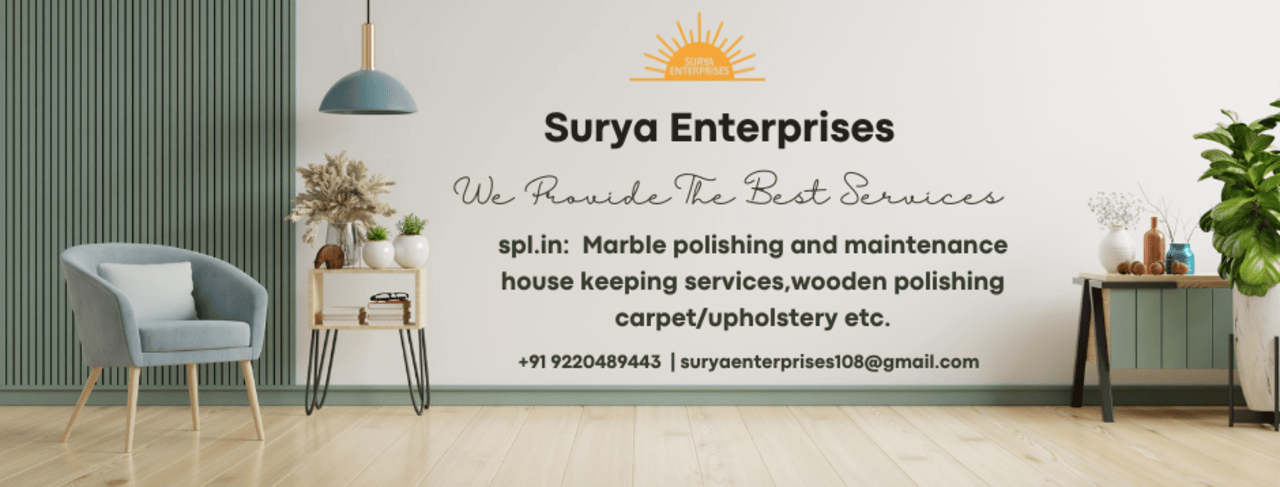 SURYA
ENTERPRISES
Surya Enterprises
We Provide The Best Services
spl.in: Marble polishing and maintenance
house keeping services,wooden polishing
carpet/upholstery etc.
+91 9220489443 | suryaenterprises108@gmail.com